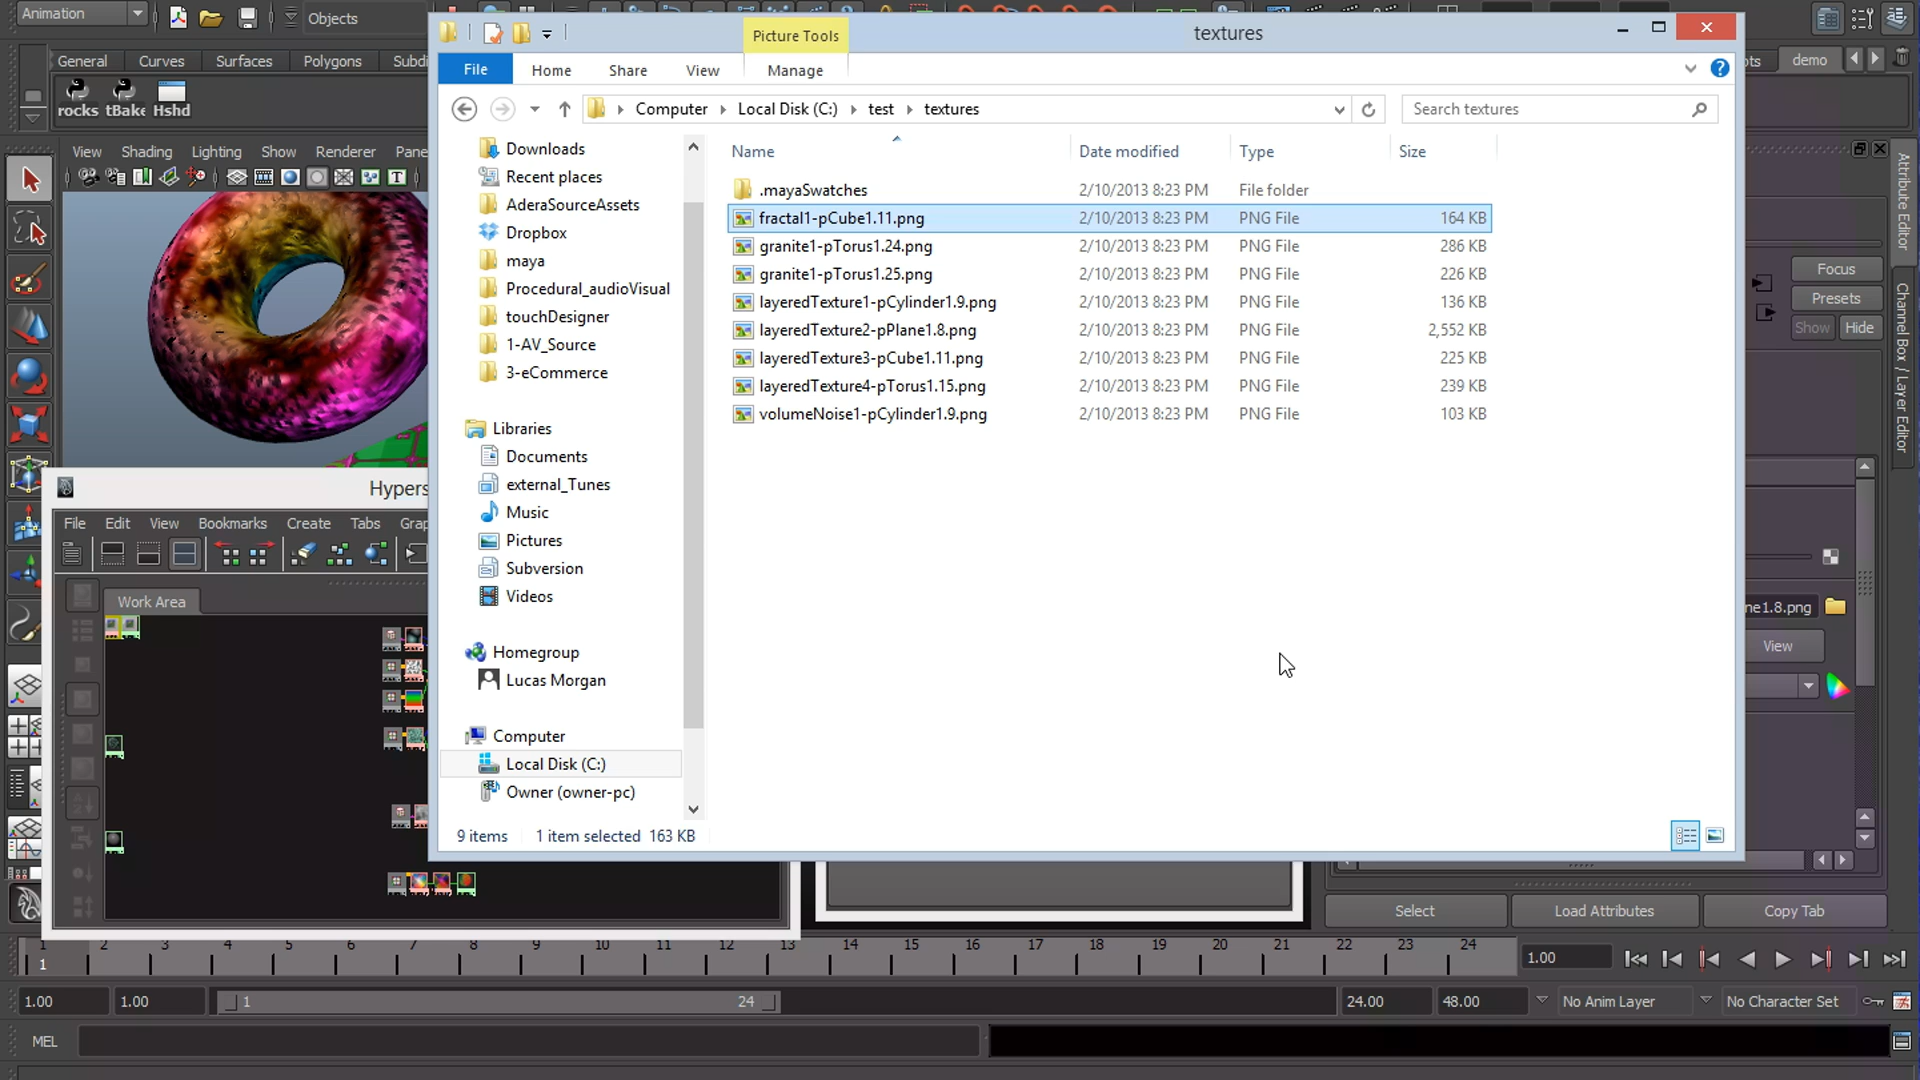 Animation
Objects
Picture Tools
textures
File
Home
Share
View
Manage
General
Curves
Surfaces
Polygons
Subd
rocks
tBake
Hshd
demo
Computer
Local Disk (C:)
test
textures
Search textures
View
Shading
Lighting
Show
Renderer
Pane
Downloads
Recent places
AderaSourceAssets
Dropbox
maya
Procedural_audioVisual
touchDesigner
1-AV_Source
3-eCommerce
Libraries
Documents
external_Tunes
Music
Pictures
Subversion
Videos
Homegroup
Lucas Morgan
Computer
Local Disk (C:)
Owner (owner-pc)
Name Date modified Type Size
.mayaSwatches 2/10/2013 8:23 PM File folder
fractal1-pCube1.11.png 2/10/2013 8:23 PM PNG File 164 KB
granite1-pTorus1.24.png 2/10/2013 8:23 PM PNG File 286 KB
granite1-pTorus1.25.png 2/10/2013 8:23 PM PNG File 226 KB
layeredTexture1-pCylinder1.9.png 2/10/2013 8:23 PM PNG File 136 KB
layeredTexture2-pPlane1.8.png 2/10/2013 8:23 PM PNG File 2,552 KB
layeredTexture3-pCube1.11.png 2/10/2013 8:23 PM PNG File 225 KB
layeredTexture4-pTorus1.15.png 2/10/2013 8:23 PM PNG File 239 KB
volumeNoise1-pCylinder1.9.png 2/10/2013 8:23 PM PNG File 103 KB
9 items 1 item selected 163 KB
Attribute Editor
Channel Box / Layer Editor
Focus
Presets
Show Hide
ne1.8.png
View
Hypers
File Edit View Bookmarks Create Tabs Grap
Work Area
Select
Load Attributes
Copy Tab
1 2 3 4 5 6 7 8 9 10 11 12 13 14 15 16 17 18 19 20 21 22 23 24
1
1.00
1.00
1.00
1
24
24.00
48.00
No Anim Layer
No Character Set
MEL